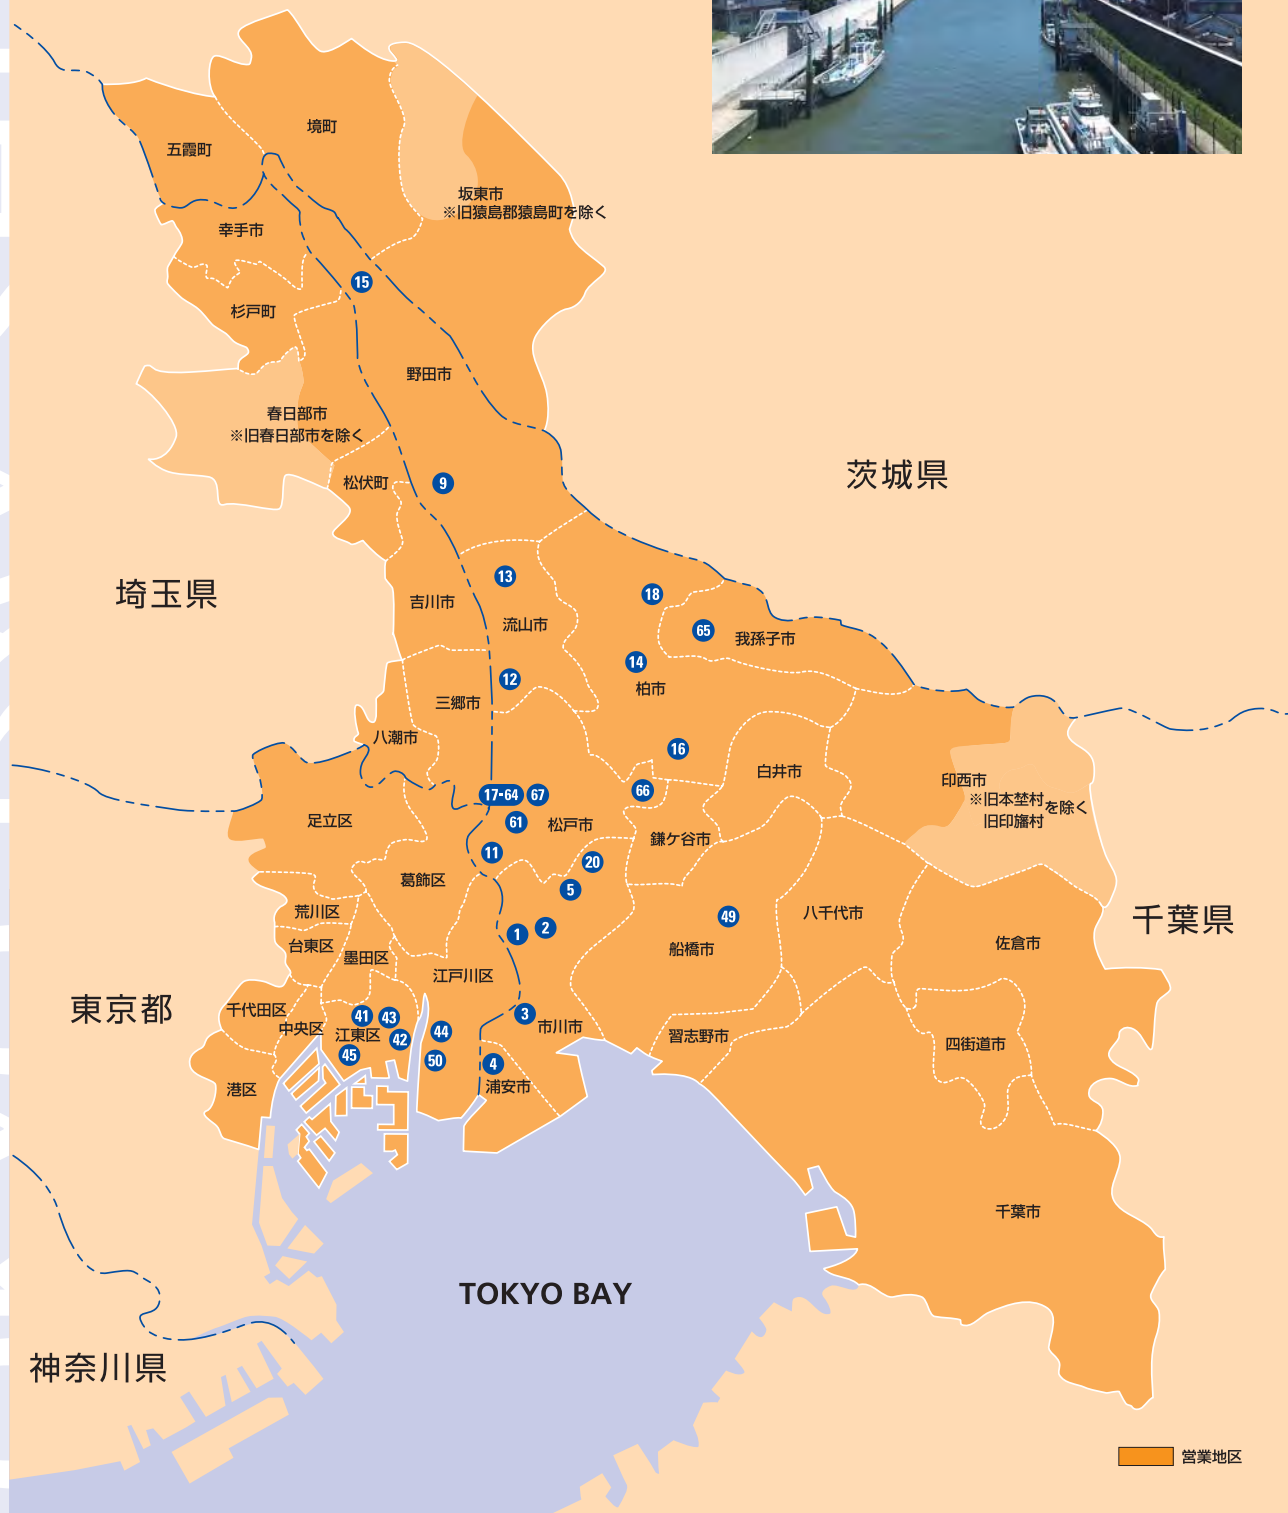 境町
五霞町
坂東市
※旧猿島郡猿島町を除く
幸手市
15
杉戸町
野田市
春日部市
※旧春日部市を除く
茨城県
松伏町
9
埼玉県
13
18
吉川市
流山市
65
我孫子市
14
12
柏市
三郷市
八潮市
16
白井市
印西市
※旧本埜村
旧印旛村
を除く
17-64
67
66
足立区
61
松戸市
鎌ケ谷市
11
20
葛飾区
5
荒川区
49
八千代市
千葉県
1
2
台東区
墨田区
船橋市
佐倉市
江戸川区
東京都
千代田区
41
43
3
中央区
江東区
42
44
市川市
習志野市
四街道市
45
50
4
港区
浦安市
千葉市
TOKYO BAY
神奈川県
営業地区